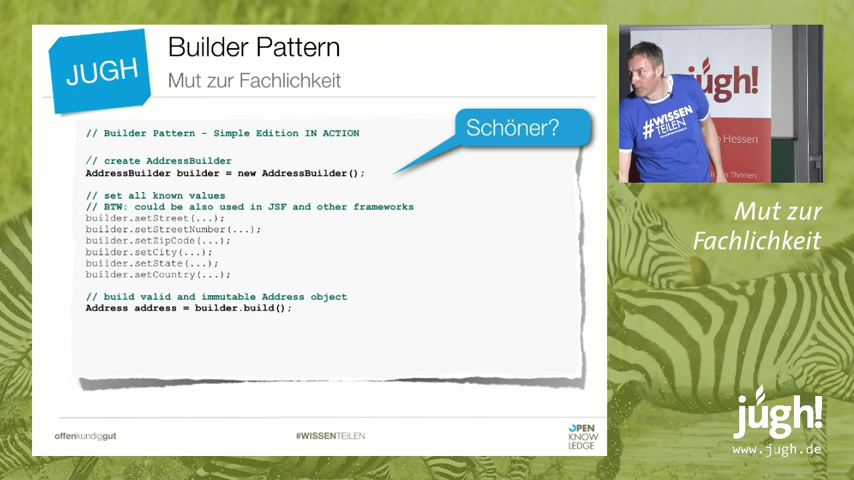 JUGH
Builder Pattern
Mut zur Fachlichkeit
Schöner?
// Builder Pattern - Simple Edition IN ACTION
// create AddressBuilder
AddressBuilder builder = new AddressBuilder();
// set all known values
// BTW: could be also used in JSF and other frameworks
builder.setStreet(...);
builder.setStreetNumber(...);
builder.setZipCode(...);
builder.setCity(...);
builder.setState(...);
builder.setCountry(...);
// build valid and immutable Address object
Address address = builder.build();
offenkundiggut
#WISSENTEILEN
OPEN
KNOW
LEDGE
jugh!
#WISSEN
TEILEN
Hessen
Themen.
Mut zur
Fachlichkeit
jugh!
www.jugh.de